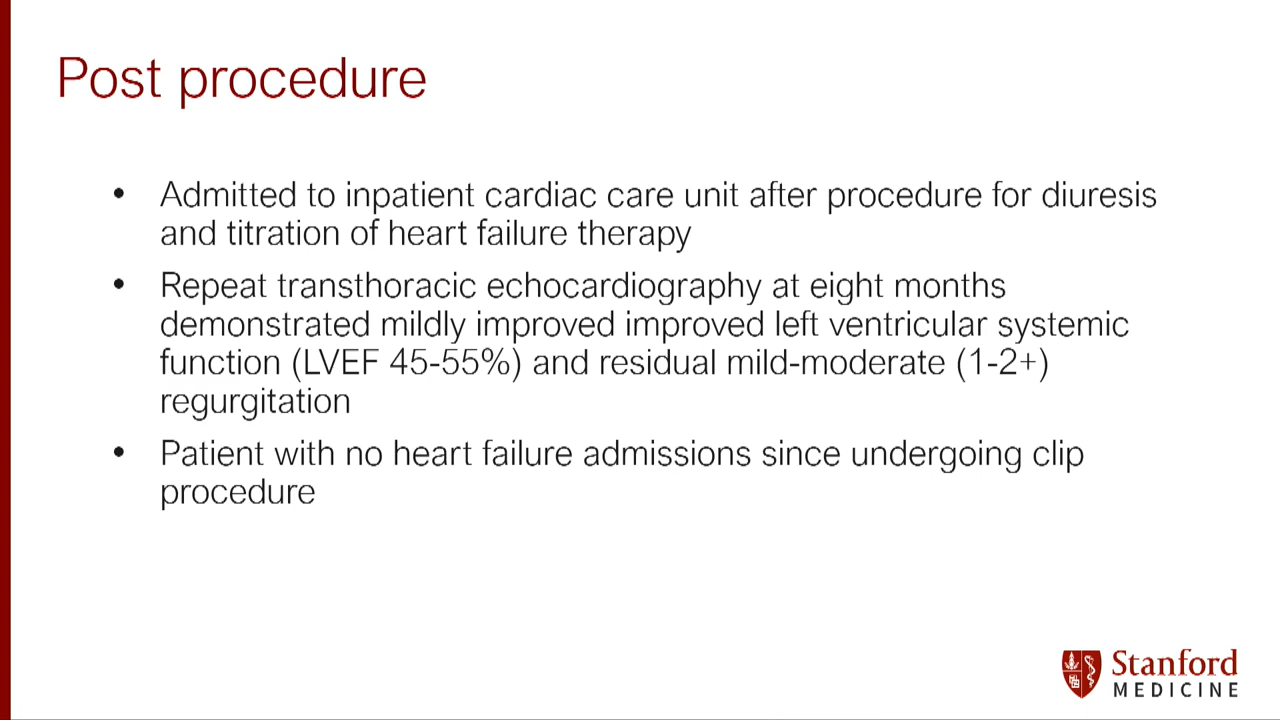 Post procedure
• Admitted to inpatient cardiac care unit after procedure for diuresis
and titration of heart failure therapy
• Repeat transthoracic echocardiography at eight months
demonstrated mildly improved improved left ventricular systemic
function (LVEF 45-55%) and residual mild-moderate (1-2+)
regurgitation
• Patient with no heart failure admissions since undergoing clip
procedure
Stanford
MEDICINE